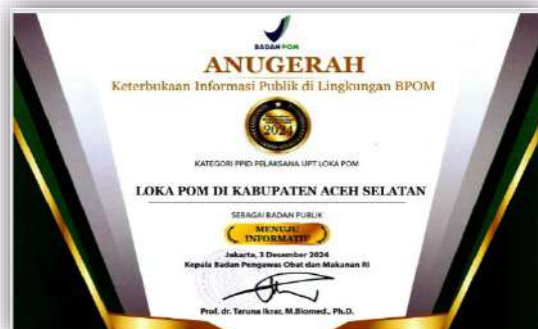 BADAN POM
ANUGERAH
Keterbukaan Informasi Publik di Lingkungan BPOM
2024
KATEGORI PPID PELAKSANA UPT LOKA POM
LOKA POM DI KABUPATEN ACEH SELATAN
SEBAGAI BADAN PUBLIK
MENUJU
INFORMATIF
Jakarta, 3 Desember 2024
Kepala Badan Pengawas Obat dan Makanan RI
Prof. dr. Taruna Ikrar, M.Biomed., Ph.D.